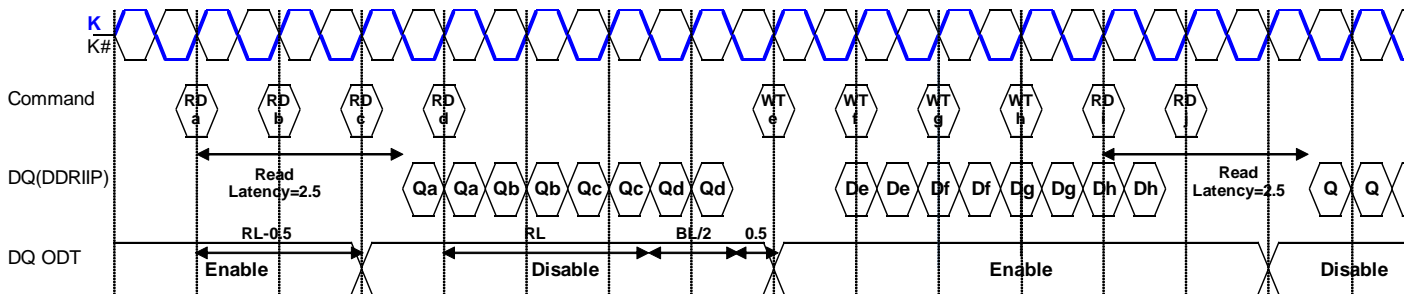 K
K#
Command
RD a
RD b
RD c
RD d
WT e
WT f
WT g
WT h
RD i
RD j
DQ(DDRIIP)
Read
Latency=2.5
Qa Qa Qb Qb Qc Qc Qd Qd
De De Df Df Dg Dg Dh Dh
Read
Latency=2.5
Q Q
DQ ODT
RL-0.5
RL
BL/2
0.5
Enable
Disable
Enable
Disable